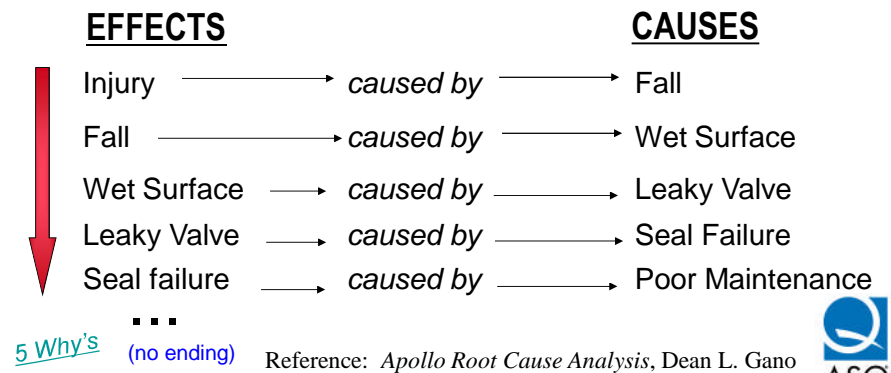 EFFECTS CAUSES
Injury caused by Fall
Fall caused by Wet Surface
Wet Surface caused by Leaky Valve
Leaky Valve caused by Seal Failure
Seal failure caused by Poor Maintenance
...
5 Why's (no ending) Reference: Apollo Root Cause Analysis, Dean L. Gano
ASQ